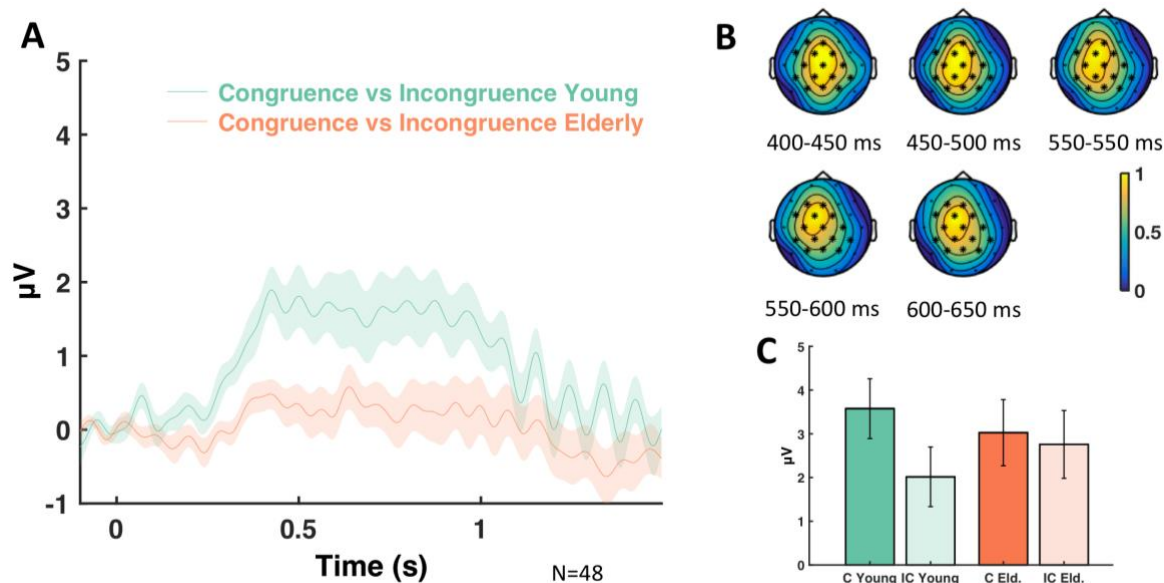 A
5
4
3
2
1
0
-1
µV
Congruence vs Incongruence Young
Congruence vs Incongruence Elderly
0
0.5
1
Time (s)
N=48
B
400-450 ms
450-500 ms
550-550 ms
550-600 ms
600-650 ms
1
0.5
0
C
5
4
3
2
1
0
µV
C Young
IC Young
C Eld.
IC Eld.